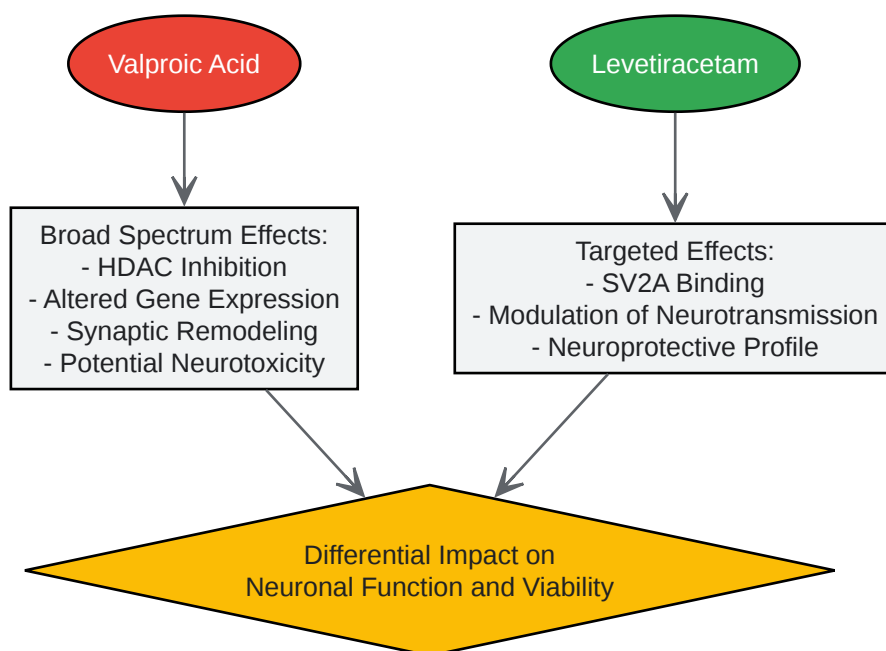 Valproic Acid
Levetiracetam
Broad Spectrum Effects:
- HDAC Inhibition
- Altered Gene Expression
- Synaptic Remodeling
- Potential Neurotoxicity
Targeted Effects:
- SV2A Binding
- Modulation of Neurotransmission
- Neuroprotective Profile
Differential Impact on
Neuronal Function and Viability